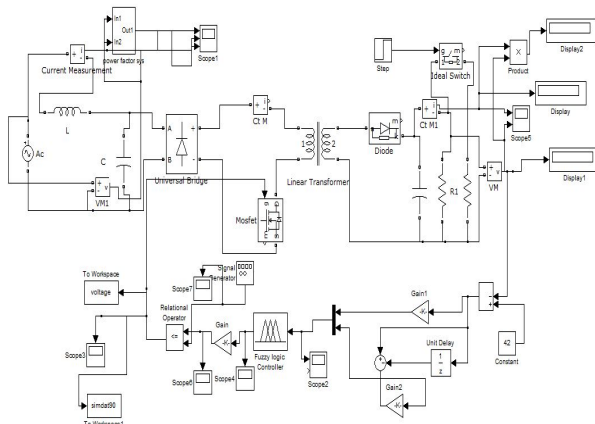 In1
Out1
In2
power factor sys
Scope1
Current Measurement
L
Ac
C
VM1
A
B
Universal Bridge
Ct M
Mosfet
1
2
Linear Transformer
Diode
Ct M1
Step
Ideal Switch
Product
Display2
Display
Scope5
VM
Display1
R1
To Workspace
voltage
Scope3
simdat90
To Workspace1
Relational
Operator
<=
Scope7
Signal
Generator
Gain
-K-
Scope6
Scope4
Fuzzy logic
Controller
Scope2
Gain1
-K-
Unit Delay
1
z
Gain2
-K-
42
Constant